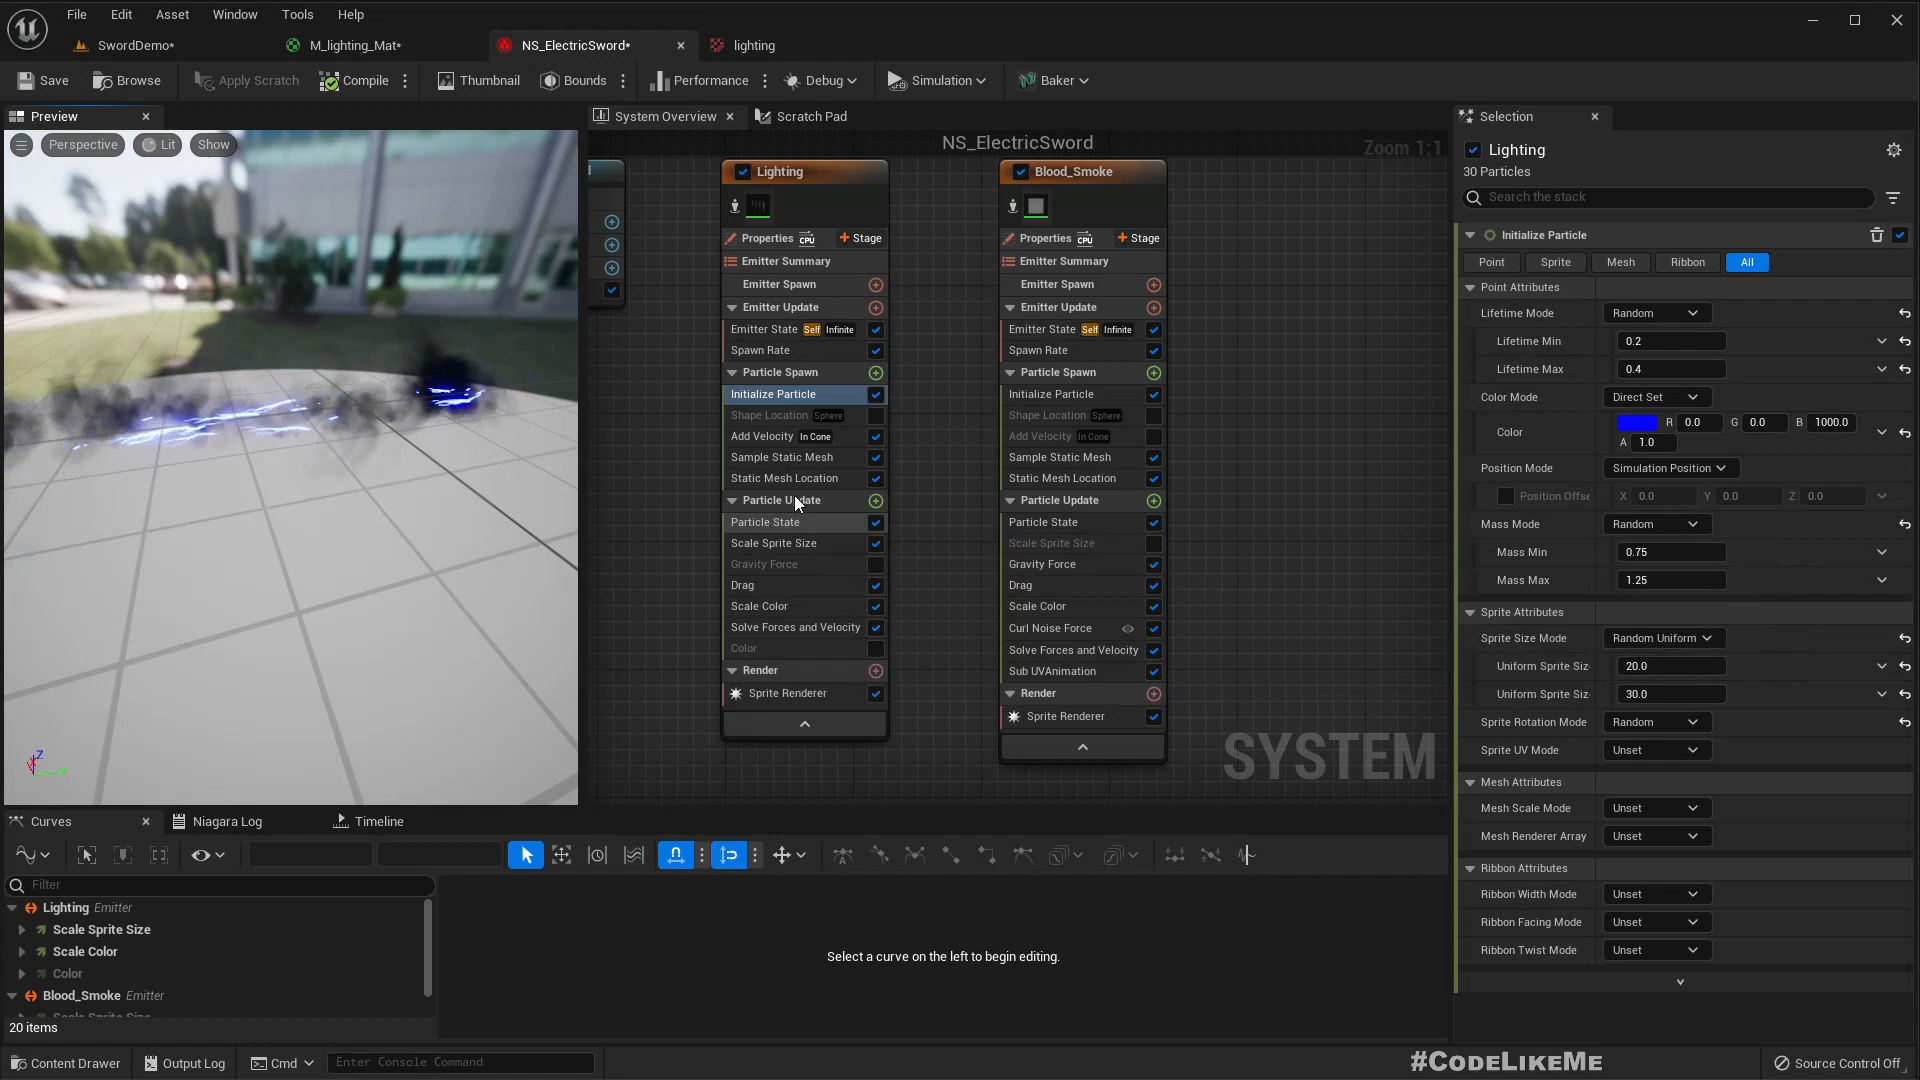 File Edit Asset Window Tools Help
SwordDemo* M_lighting_Mat* NS_ElectricSword* lighting
Save Browse Apply Scratch Compile Thumbnail Bounds Performance Debug Simulation Baker
Preview System Overview Scratch Pad Selection
Perspective Lit Show
NS_ElectricSword Zoom 1:1
Lighting
30 Particles
Search the stack
Lighting Blood_Smoke
Properties CPU Stage Properties CPU Stage
Emitter Summary Emitter Summary
Emitter Spawn Emitter Spawn
Emitter Update Emitter Update
Emitter State Self Infinite Emitter State Self Infinite
Spawn Rate Spawn Rate
Particle Spawn Particle Spawn
Initialize Particle Initialize Particle
Shape Location Sphere Shape Location Sphere
Add Velocity In Cone Add Velocity In Cone
Sample Static Mesh Sample Static Mesh
Static Mesh Location Static Mesh Location
Particle Update Particle Update
Particle State Particle State
Scale Sprite Size Scale Sprite Size
Gravity Force Gravity Force
Drag Drag
Scale Color Scale Color
Solve Forces and Velocity Curl Noise Force
Color Solve Forces and Velocity
Render Sub UVAnimation
Sprite Renderer Render
Sprite Renderer
SYSTEM
Initialize Particle
Point Sprite Mesh Ribbon All
Point Attributes
Lifetime Mode Random
Lifetime Min 0.2
Lifetime Max 0.4
Color Mode Direct Set
Color R 0.0 G 0.0 B 1000.0
A 1.0
Position Mode Simulation Position
Position Offse X 0.0 Y 0.0 Z 0.0
Mass Mode Random
Mass Min 0.75
Mass Max 1.25
Sprite Attributes
Sprite Size Mode Random Uniform
Uniform Sprite Siz 20.0
Uniform Sprite Siz 30.0
Sprite Rotation Mode Random
Sprite UV Mode Unset
Mesh Attributes
Mesh Scale Mode Unset
Mesh Renderer Array Unset
Ribbon Attributes
Ribbon Width Mode Unset
Ribbon Facing Mode Unset
Ribbon Twist Mode Unset
Z
Curves Niagara Log Timeline
Filter
Lighting Emitter
Scale Sprite Size
Scale Color
Color
Blood_Smoke Emitter
Scale Sprite Size
20 items
Select a curve on the left to begin editing.
Content Drawer Output Log Cmd Enter Console Command #CODELIKEME Source Control Off